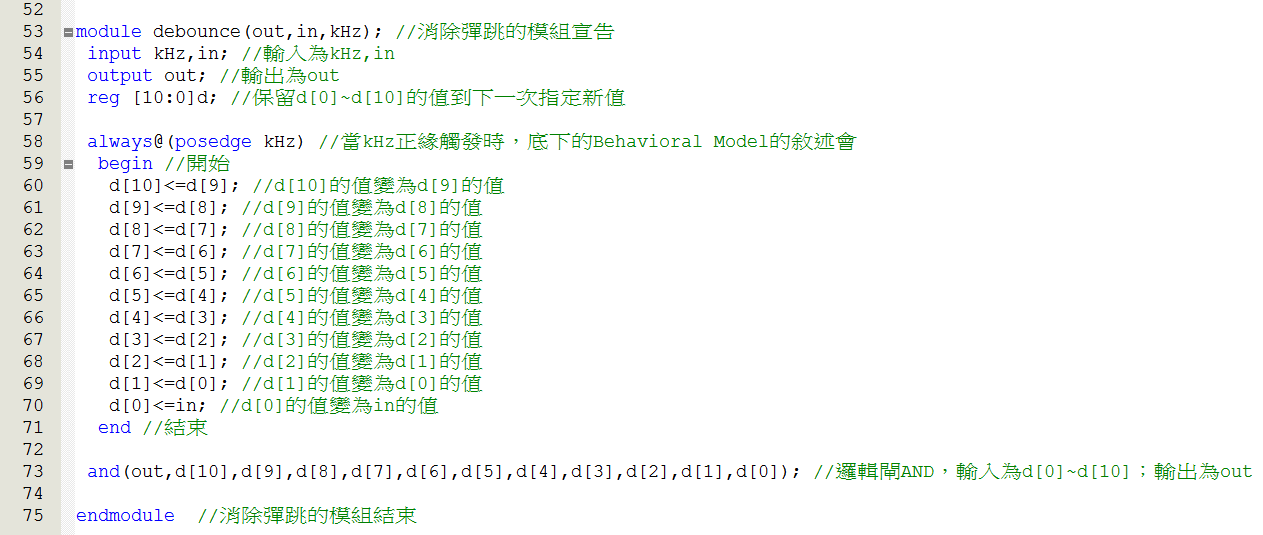 52
53 module debounce(out,in,kHz); //消除彈跳的模組宣告
54 input kHz,in; //輸入為kHz,in
55 output out; //輸出為out
56 reg [10:0]d; //保留d[0]~d[10]的值到下一次指定新值
57
58 always@(posedge kHz) //當kHz正緣觸發時，底下的Behavioral Model的敘述會
59 begin //開始
60 d[10]<=d[9]; //d[10]的值變為d[9]的值
61 d[9]<=d[8]; //d[9]的值變為d[8]的值
62 d[8]<=d[7]; //d[8]的值變為d[7]的值
63 d[7]<=d[6]; //d[7]的值變為d[6]的值
64 d[6]<=d[5]; //d[6]的值變為d[5]的值
65 d[5]<=d[4]; //d[5]的值變為d[4]的值
66 d[4]<=d[3]; //d[4]的值變為d[3]的值
67 d[3]<=d[2]; //d[3]的值變為d[2]的值
68 d[2]<=d[1]; //d[2]的值變為d[1]的值
69 d[1]<=d[0]; //d[1]的值變為d[0]的值
70 d[0]<=in; //d[0]的值變為in的值
71 end //結束
72
73 and(out,d[10],d[9],d[8],d[7],d[6],d[5],d[4],d[3],d[2],d[1],d[0]); //邏輯閘AND，輸入為d[0]~d[10]；輸出為out
74
75 endmodule //消除彈跳的模組結束